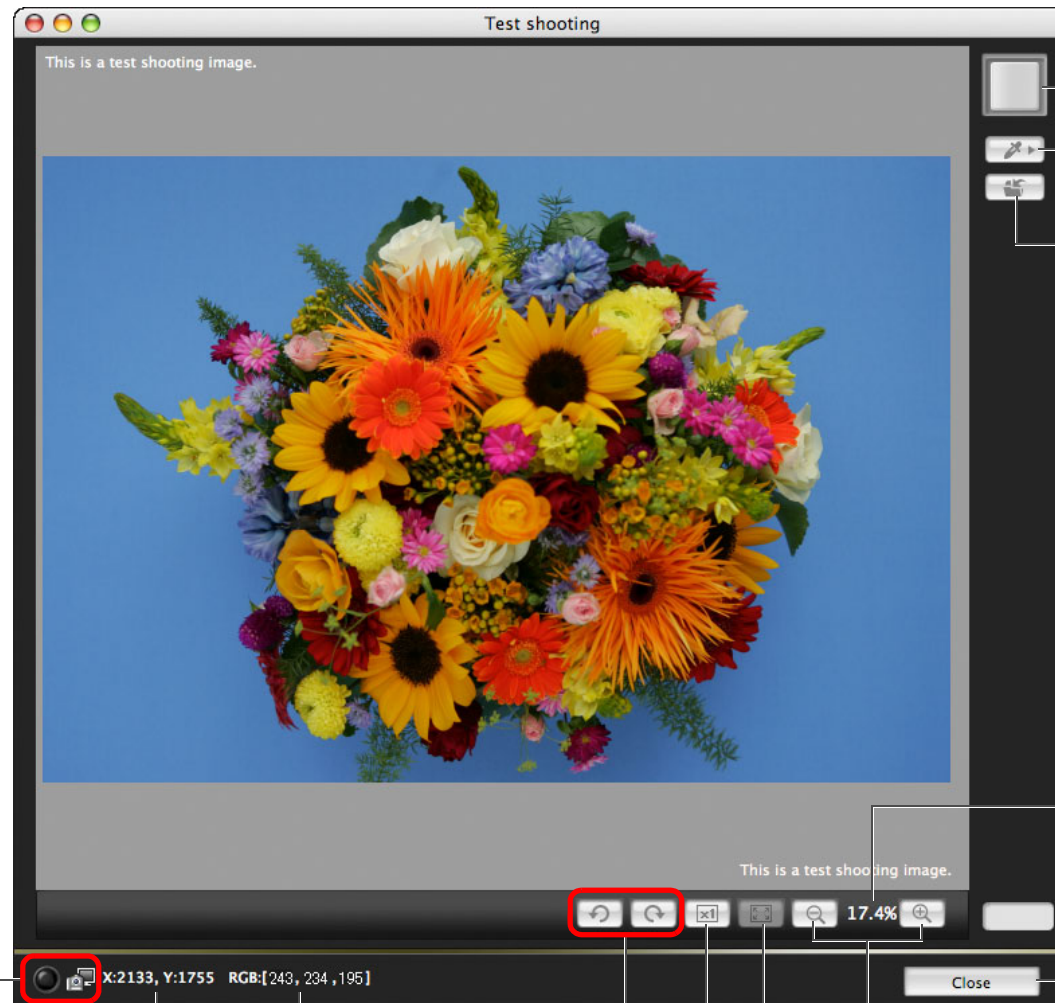 Test shooting
This is a test shooting image.
This is a test shooting image.
x1
17.4%
X:2133, Y:1755 RGB:[243, 234 ,195]
Close